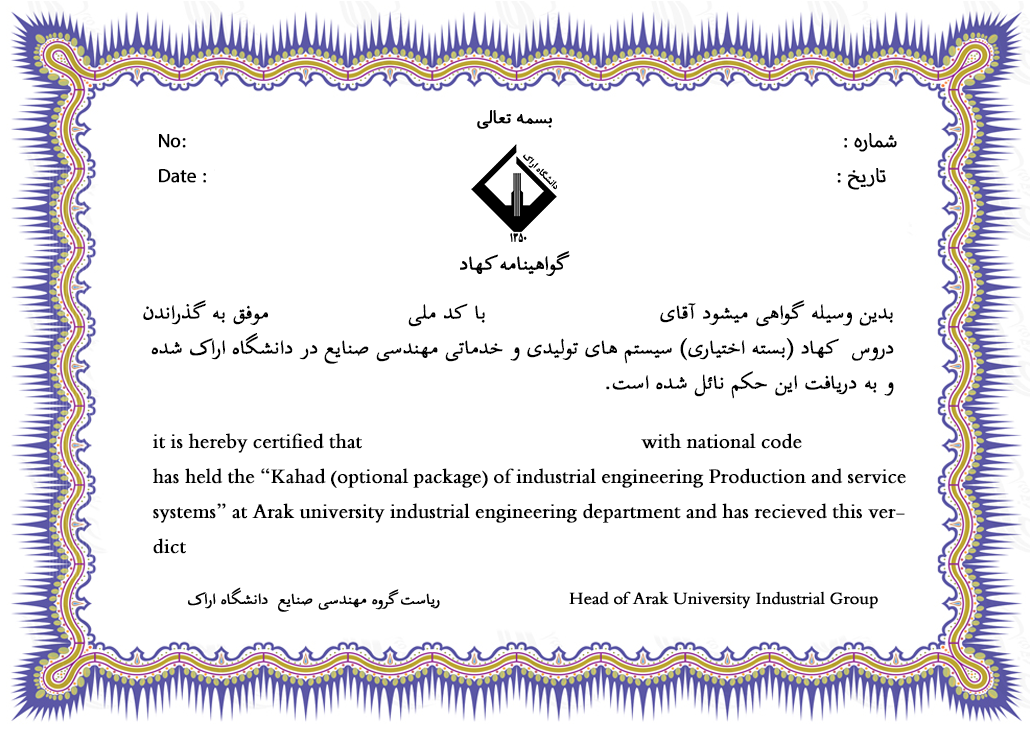 بسمه تعالی
No:
شماره :
Date :
تاریخ :
دانشگاه اراک
۱۳۵۰
گواهینامه کهاد
بدین وسیله گواهی میشود آقای با کد ملی موفق به گذراندن
دروس کهاد (بسته اختیاری) سیستم های تولیدی و خدماتی مهندسی صنایع در دانشگاه اراک شده
و به دریافت این حکم نائل شده است.
it is hereby certified that with national code
has held the “Kahad (optional package) of industrial engineering Production and service
systems” at Arak university industrial engineering department and has recieved this ver-
dict
ریاست گروه مهندسی صنایع دانشگاه اراک
Head of Arak University Industrial Group